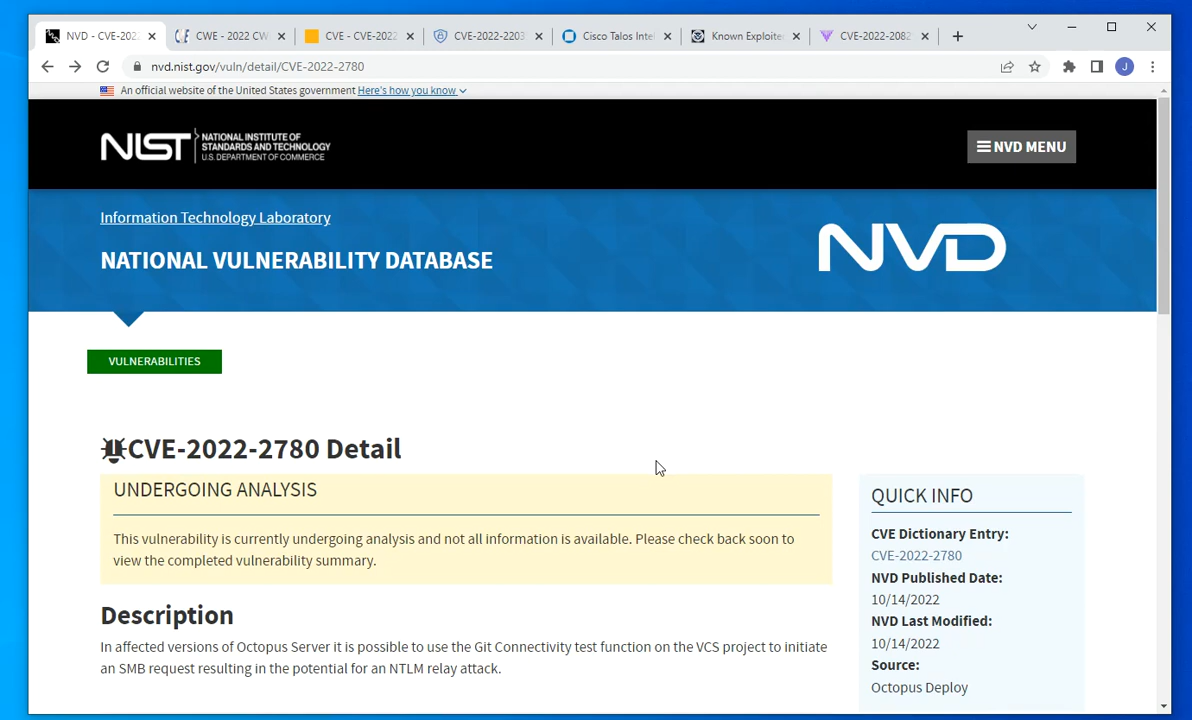 NVD - CVE-202
CWE - 2022 CW
CVE - CVE-2022
CVE-2022-2203
Cisco Talos Inte
Known Exploite
CVE-2022-2082
nvd.nist.gov/vuln/detail/CVE-2022-2780
J
An official website of the United States government Here's how you know
NIST
NATIONAL INSTITUTE OF
STANDARDS AND TECHNOLOGY
U.S. DEPARTMENT OF COMMERCE
NVD MENU
Information Technology Laboratory
NATIONAL VULNERABILITY DATABASE
NVD
VULNERABILITIES
CVE-2022-2780 Detail
UNDERGOING ANALYSIS
This vulnerability is currently undergoing analysis and not all information is available. Please check back soon to
view the completed vulnerability summary.
Description
In affected versions of Octopus Server it is possible to use the Git Connectivity test function on the VCS project to initiate
an SMB request resulting in the potential for an NTLM relay attack.
QUICK INFO
CVE Dictionary Entry:
CVE-2022-2780
NVD Published Date:
10/14/2022
NVD Last Modified:
10/14/2022
Source:
Octopus Deploy